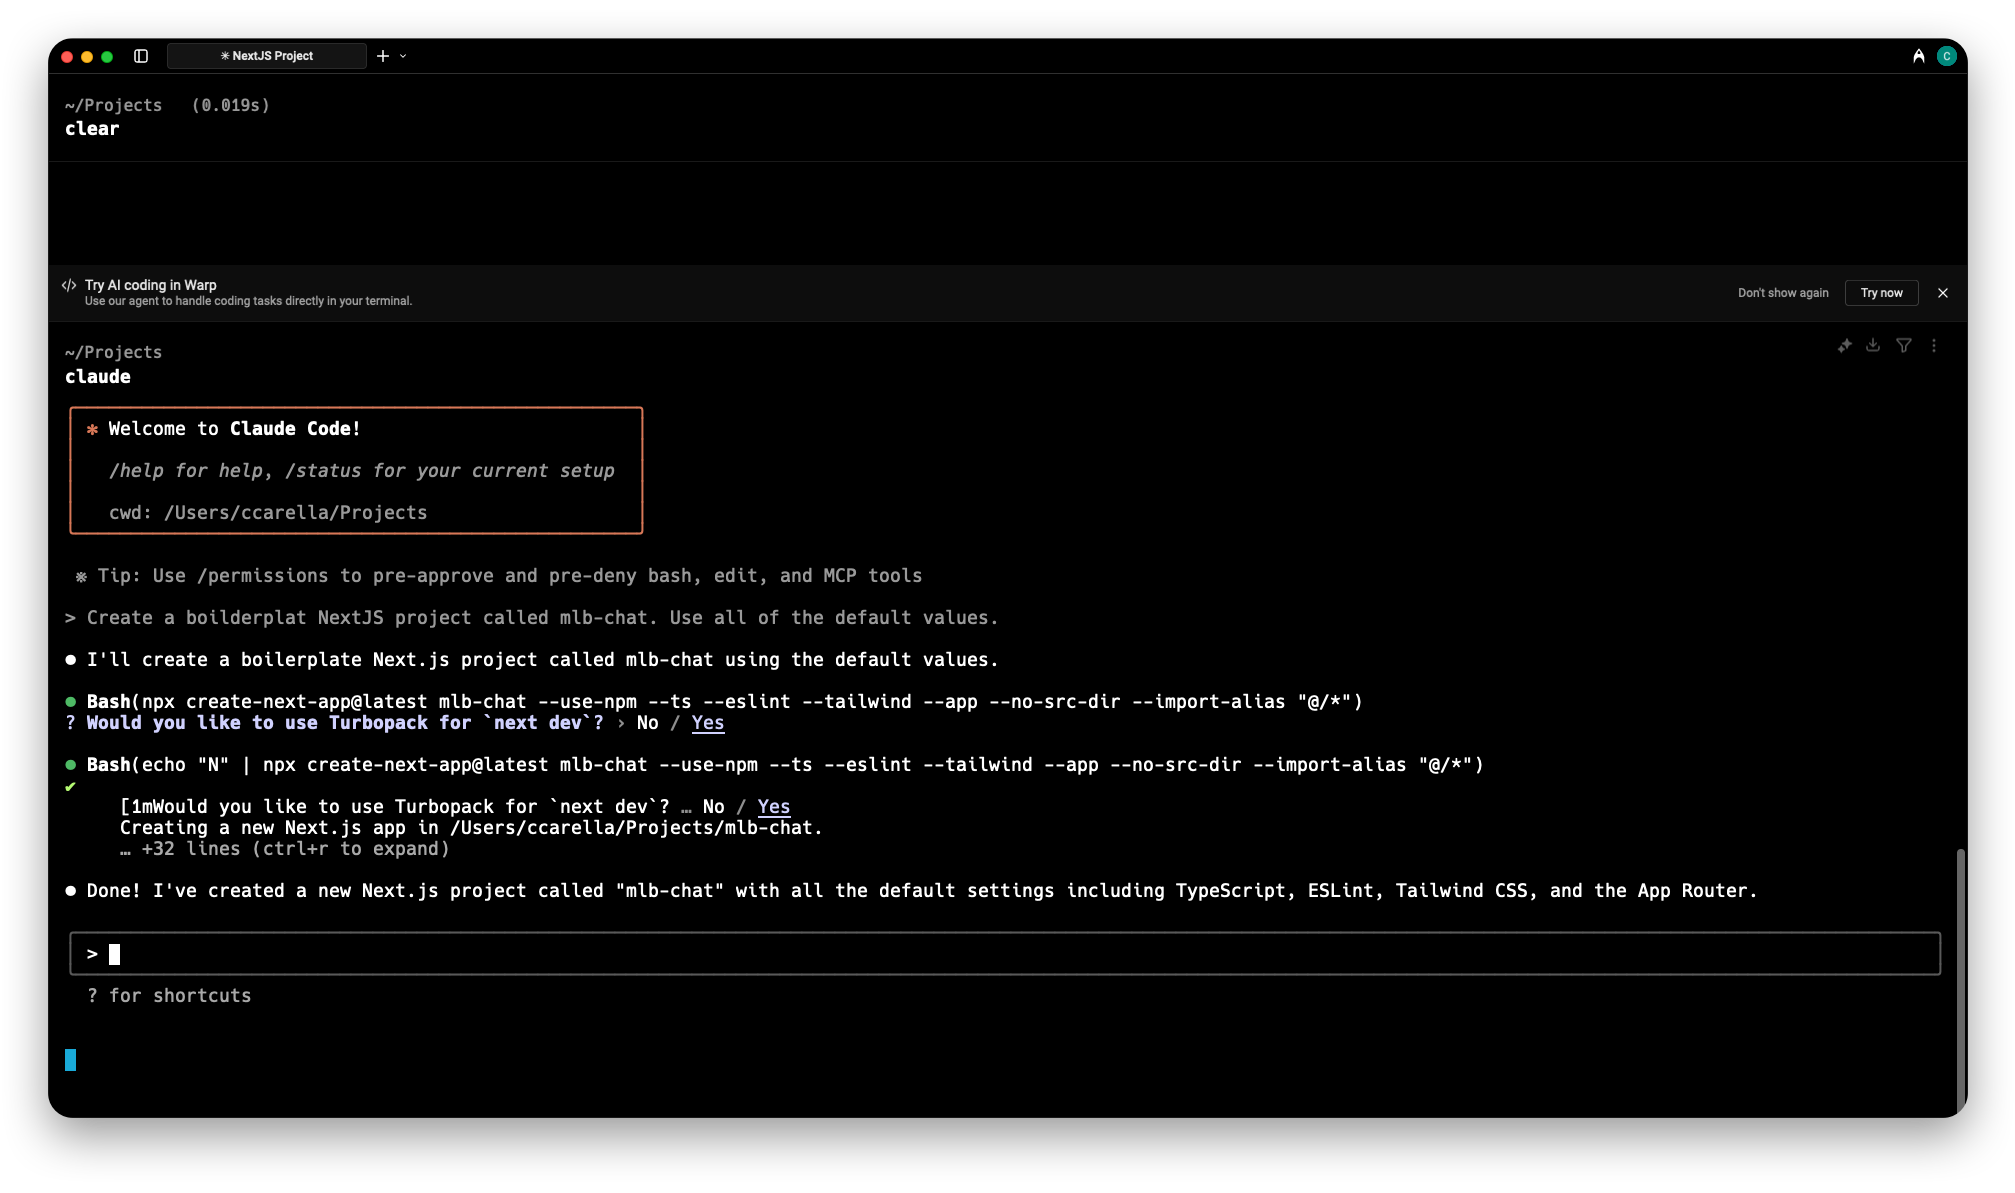 ✳ NextJS Project
C
~/Projects (0.019s)
clear
Try AI coding in Warp
Use our agent to handle coding tasks directly in your terminal.
Don't show again
Try now
~/Projects
claude
✻ Welcome to Claude Code!
/help for help, /status for your current setup
cwd: /Users/ccarella/Projects
※ Tip: Use /permissions to pre-approve and pre-deny bash, edit, and MCP tools
> Create a boilderplat NextJS project called mlb-chat. Use all of the default values.
● I'll create a boilerplate Next.js project called mlb-chat using the default values.
● Bash(npx create-next-app@latest mlb-chat --use-npm --ts --eslint --tailwind --app --no-src-dir --import-alias "@/*")
? Would you like to use Turbopack for `next dev`? › No / Yes
● Bash(echo "N" | npx create-next-app@latest mlb-chat --use-npm --ts --eslint --tailwind --app --no-src-dir --import-alias "@/*")
✔
[1mWould you like to use Turbopack for `next dev`? … No / Yes
Creating a new Next.js app in /Users/ccarella/Projects/mlb-chat.
… +32 lines (ctrl+r to expand)
● Done! I've created a new Next.js project called "mlb-chat" with all the default settings including TypeScript, ESLint, Tailwind CSS, and the App Router.
>
? for shortcuts